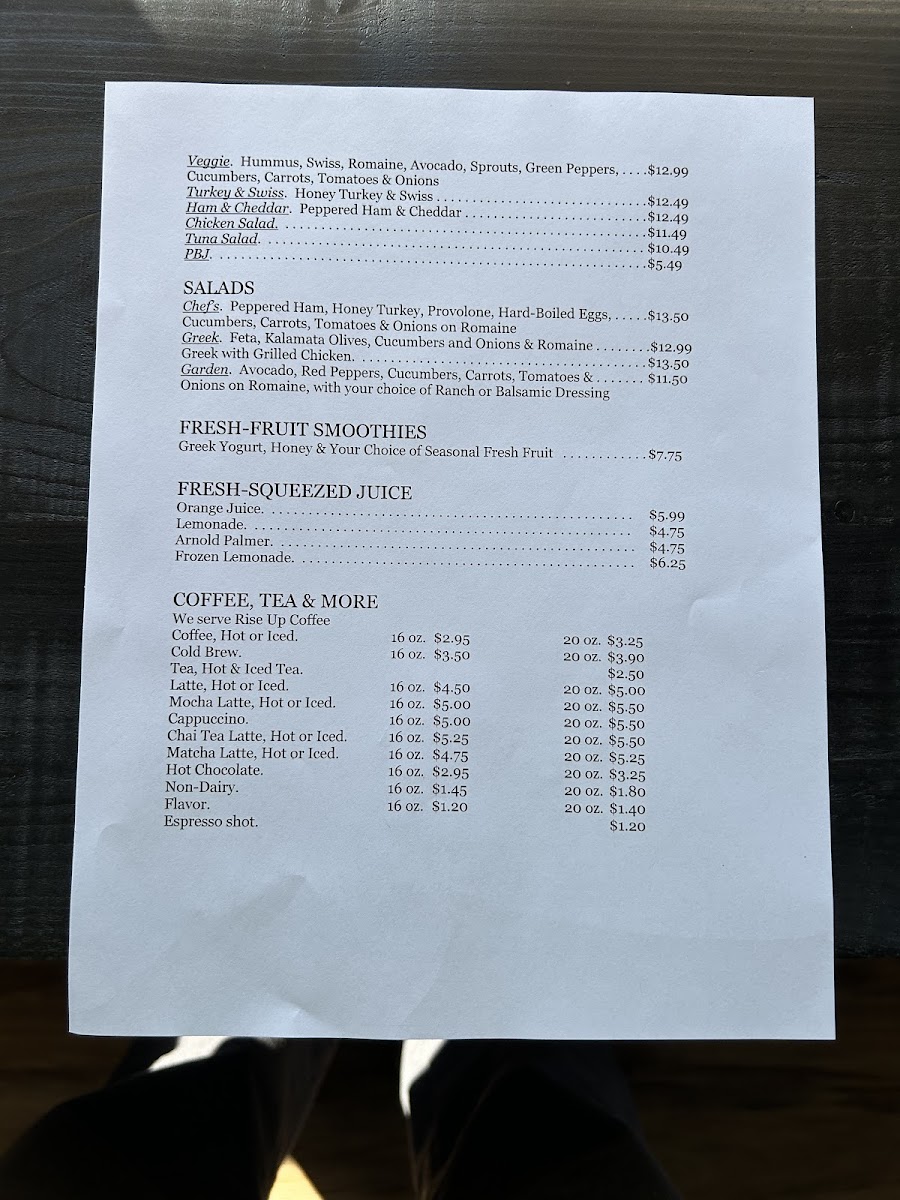 Veggie. Hummus, Swiss, Romaine, Avocado, Sprouts, Green Peppers, . . . .$12.99
Cucumbers, Carrots, Tomatoes & Onions
Turkey & Swiss. Honey Turkey & Swiss . . . . . . . . . . . . . . . . . . . . . . . . . . . . .$12.49
Ham & Cheddar. Peppered Ham & Cheddar . . . . . . . . . . . . . . . . . . . . . . . . .$12.49
Chicken Salad. . . . . . . . . . . . . . . . . . . . . . . . . . . . . . . . . . . . . . . . . . . . . . . . . .$11.49
Tuna Salad. . . . . . . . . . . . . . . . . . . . . . . . . . . . . . . . . . . . . . . . . . . . . . . . . . . . $10.49
PBJ. . . . . . . . . . . . . . . . . . . . . . . . . . . . . . . . . . . . . . . . . . . . . . . . . . . . . . . . . . .$5.49
SALADS
Chef's. Peppered Ham, Honey Turkey, Provolone, Hard-Boiled Eggs, . . . . .$13.50
Cucumbers, Carrots, Tomatoes & Onions on Romaine
Greek. Feta, Kalamata Olives, Cucumbers and Onions & Romaine . . . . . . . .$12.99
Greek with Grilled Chicken. . . . . . . . . . . . . . . . . . . . . . . . . . . . . . . . . . . . . . . .$13.50
Garden. Avocado, Red Peppers, Cucumbers, Carrots, Tomatoes & . . . . . . . $11.50
Onions on Romaine, with your choice of Ranch or Balsamic Dressing
FRESH-FRUIT SMOOTHIES
Greek Yogurt, Honey & Your Choice of Seasonal Fresh Fruit . . . . . . . . . . . .$7.75
FRESH-SQUEEZED JUICE
Orange Juice. . . . . . . . . . . . . . . . . . . . . . . . . . . . . . . . . . . . . . . . . . . . . . . . . . $5.99
Lemonade. . . . . . . . . . . . . . . . . . . . . . . . . . . . . . . . . . . . . . . . . . . . . . . . . . . . $4.75
Arnold Palmer. . . . . . . . . . . . . . . . . . . . . . . . . . . . . . . . . . . . . . . . . . . . . . . . . $4.75
Frozen Lemonade. . . . . . . . . . . . . . . . . . . . . . . . . . . . . . . . . . . . . . . . . . . . . . $6.25
COFFEE, TEA & MORE
We serve Rise Up Coffee
Coffee, Hot or Iced. 16 oz. $2.95 20 oz. $3.25
Cold Brew. 16 oz. $3.50 20 oz. $3.90
Tea, Hot & Iced Tea. $2.50
Latte, Hot or Iced. 16 oz. $4.50 20 oz. $5.00
Mocha Latte, Hot or Iced. 16 oz. $5.00 20 oz. $5.50
Cappuccino. 16 oz. $5.00 20 oz. $5.50
Chai Tea Latte, Hot or Iced. 16 oz. $5.25 20 oz. $5.50
Matcha Latte, Hot or Iced. 16 oz. $4.75 20 oz. $5.25
Hot Chocolate. 16 oz. $2.95 20 oz. $3.25
Non-Dairy. 16 oz. $1.45 20 oz. $1.80
Flavor. 16 oz. $1.20 20 oz. $1.40
Espresso shot. $1.20